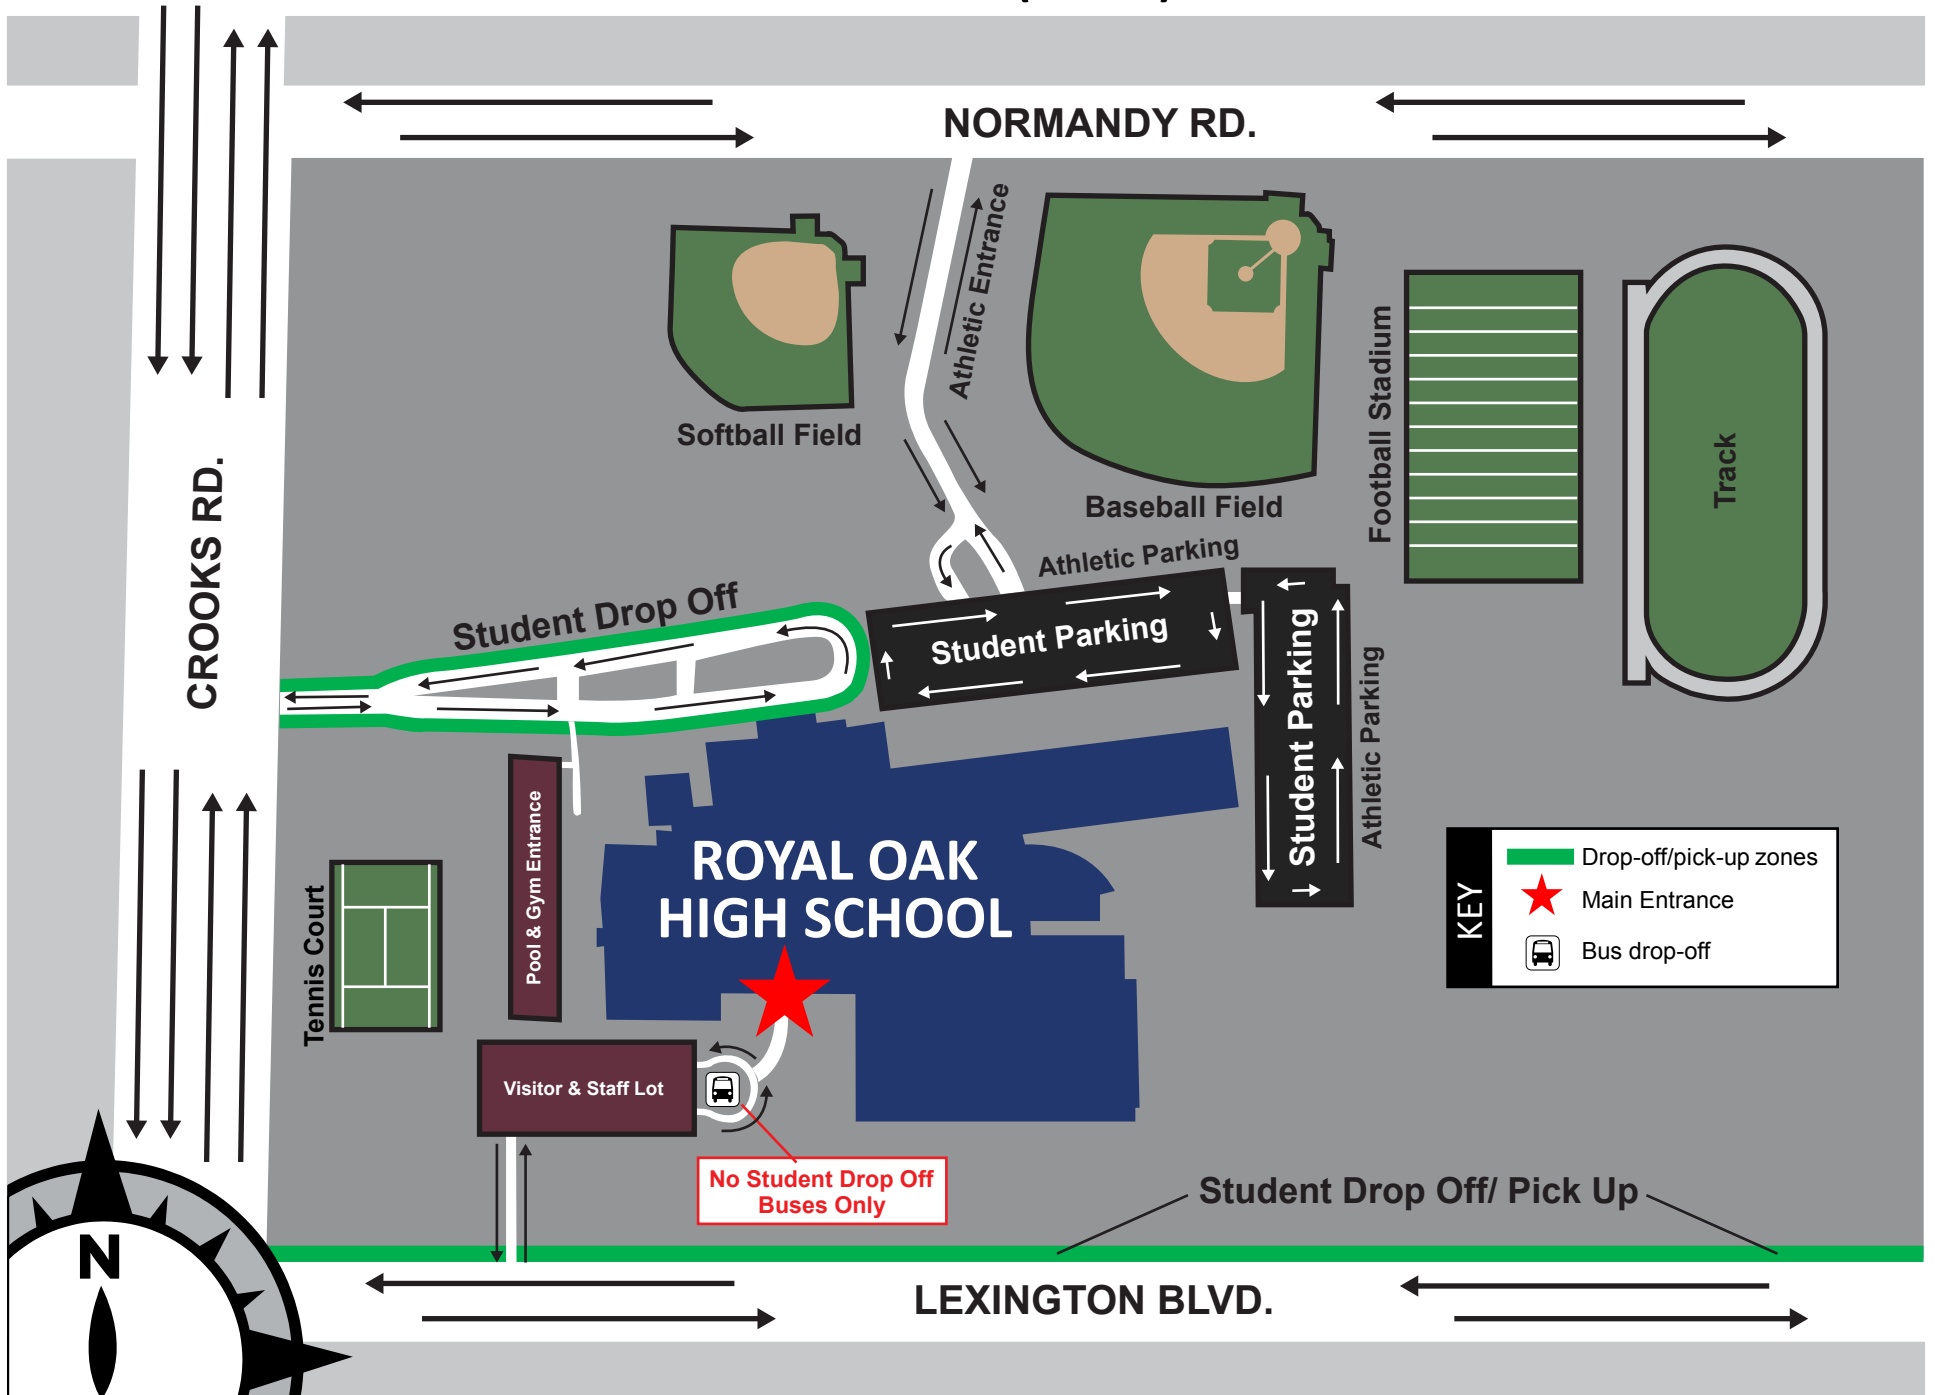 NORMANDY RD.
CROOKS RD.
Athletic Entrance
Softball Field
Baseball Field
Football Stadium
Track
Athletic Parking
Student Drop Off
Student Parking
Student Parking
Athletic Parking
Pool & Gym Entrance
Tennis Court
ROYAL OAK
HIGH SCHOOL
KEY
Drop-off/pick-up zones
Main Entrance
Bus drop-off
Visitor & Staff Lot
No Student Drop Off
Buses Only
Student Drop Off/ Pick Up
N
LEXINGTON BLVD.